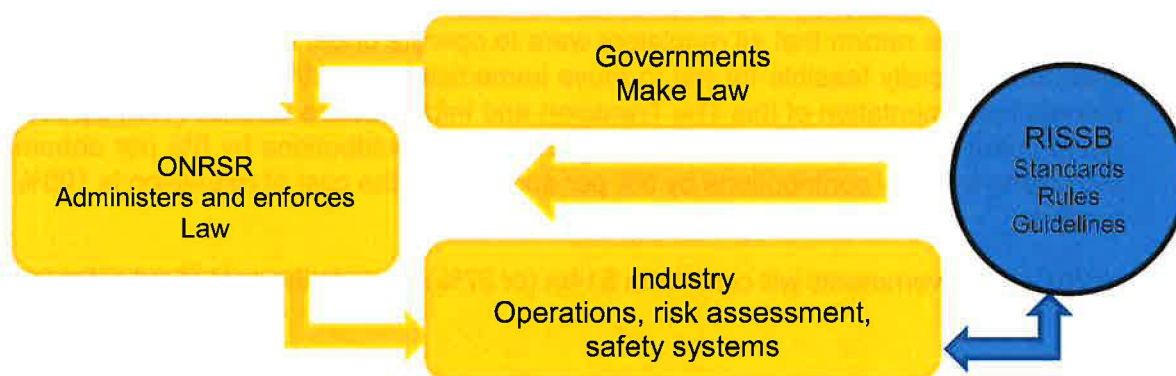 Governments
Make Law
ONRSR
Administers and enforces
Law
RISSB
Standards
Rules
Guidelines
Industry
Operations, risk assessment,
safety systems